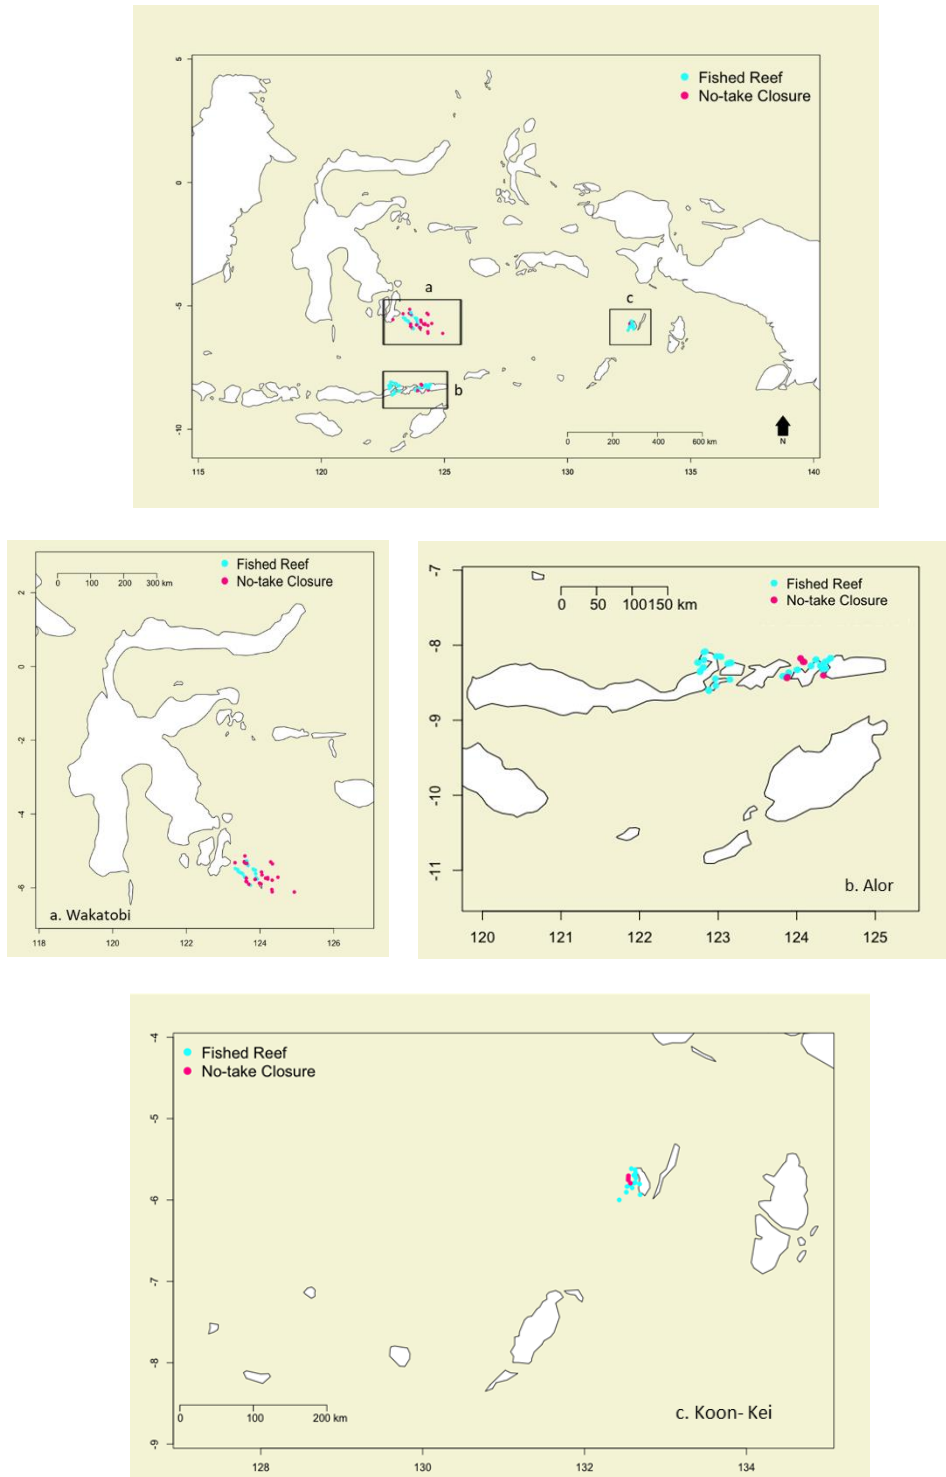 Fished Reef
No-take Closure
5
0
-5
-10
a
b
c
0 200 400 600 km
N
115 120 125 130 135 140
Fished Reef
No-take Closure
0 100 200 300 km
2
0
-2
-4
-6
a. Wakatobi
118 120 122 124 126
Fished Reef
No-take Closure
0 50 100 150 km
-7
-8
-9
-10
-11
b. Alor
120 121 122 123 124 125
Fished Reef
No-take Closure
-4
-5
-6
-7
-8
-9
0 100 200 km
c. Koon- Kei
128 130 132 134